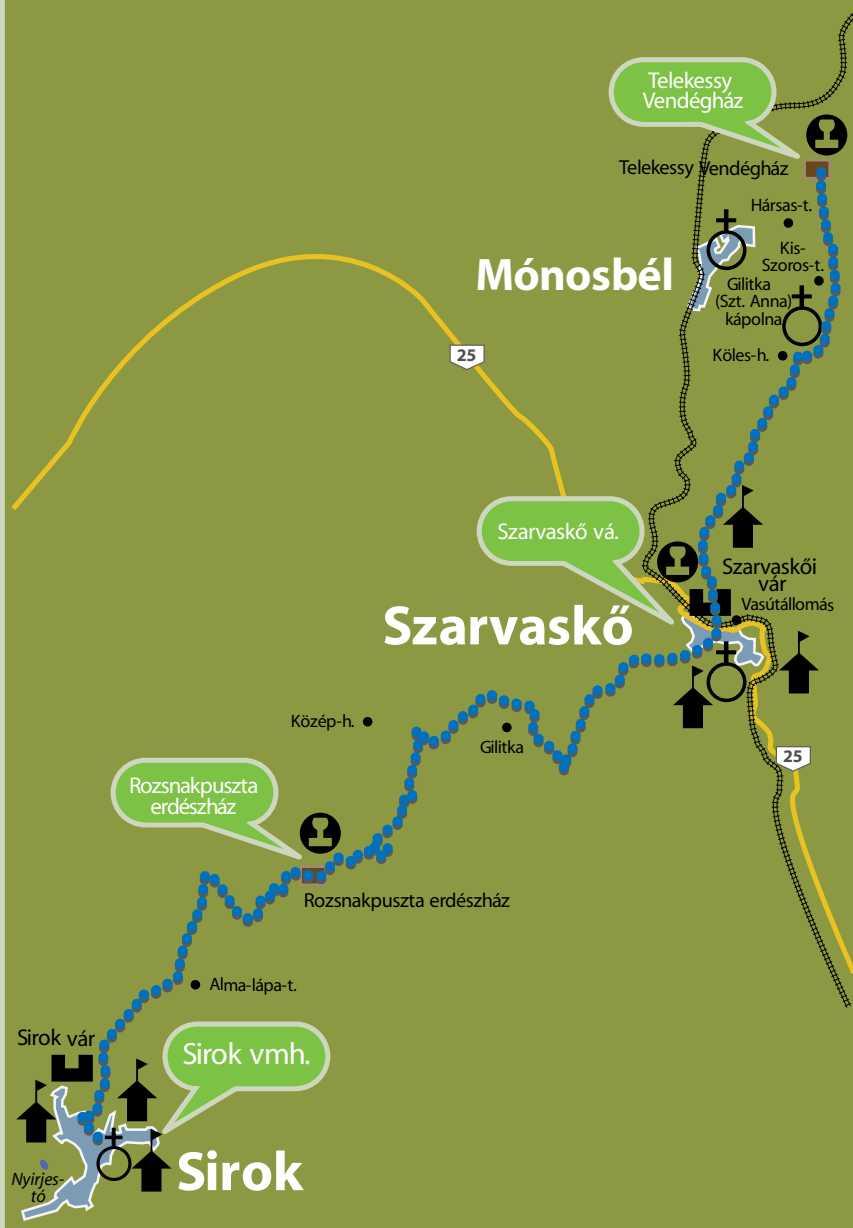 Telekessy
Vendégház
Telekessy Vendégház
Hársas-t.
Kis-
Szoros-t.
Mónosbél
Gilitka
(Szt. Anna)
kápolna
25
Köles-h.
Szarvaskő vá.
Szarvaskői
vár
Vasútállomás
Szarvaskő
Közép-h.
Gilitka
25
Rozsnakpuszta
erdészház
Rozsnakpuszta erdészház
Alma-lápa-t.
Sirok vár
Sirok vmh.
Sirok
Nyirjes-
tó